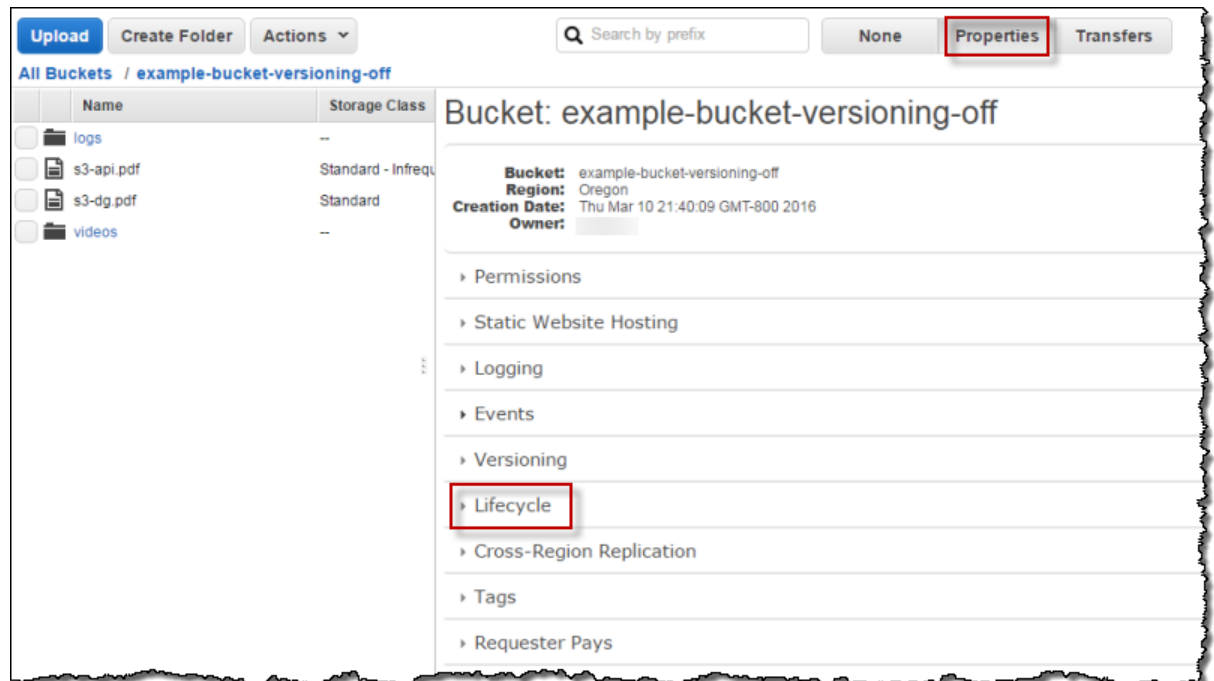 Upload Create Folder Actions Search by prefix None Properties Transfers
All Buckets / example-bucket-versioning-off
Name Storage Class
logs --
s3-api.pdf Standard - Infrequ
s3-dg.pdf Standard
videos --
Bucket: example-bucket-versioning-off
Bucket: example-bucket-versioning-off
Region: Oregon
Creation Date: Thu Mar 10 21:40:09 GMT-800 2016
Owner:
Permissions
Static Website Hosting
Logging
Events
Versioning
Lifecycle
Cross-Region Replication
Tags
Requester Pays